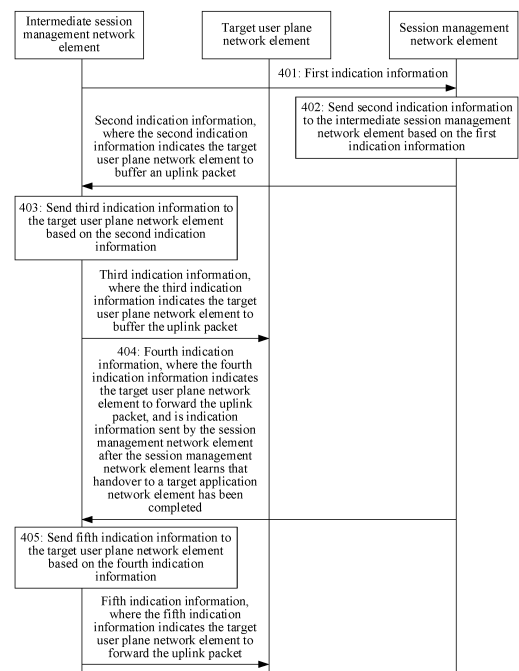 Intermediate session
management network
element
Target user plane
network element
Session management
network element
401: First indication information
402: Send second indication information
to the intermediate session management
network element based on the first
indication information
Second indication information,
where the second indication
information indicates the target
user plane network element to
buffer an uplink packet
403: Send third indication information to
the target user plane network element
based on the second indication
information
Third indication information,
where the third indication
information indicates the target
user plane network element to
buffer the uplink packet
404: Fourth indication
information, where the fourth
indication information indicates
the target user plane network
element to forward the uplink
packet, and is indication
information sent by the session
management network element
after the session management
network element learns that
handover to a target application
network element has been
completed
405: Send fifth indication information to
the target user plane network element
based on the fourth indication
information
Fifth indication information,
where the fifth indication
information indicates the target
user plane network element to
forward the uplink packet